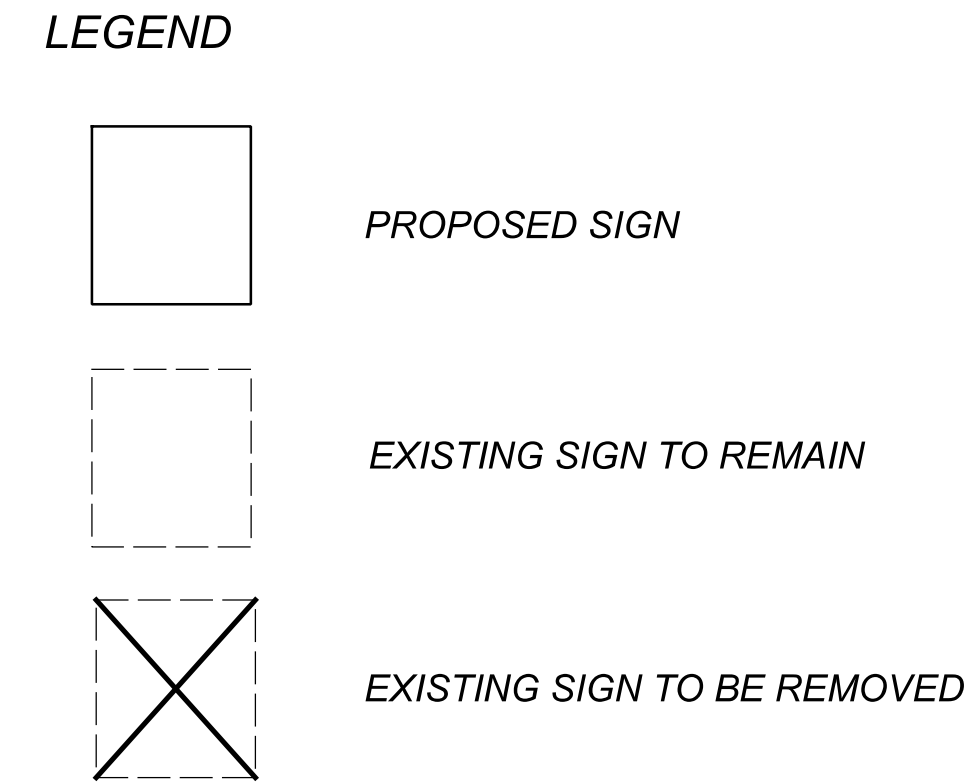 LEGEND
PROPOSED SIGN
EXISTING SIGN TO REMAIN
EXISTING SIGN TO BE REMOVED